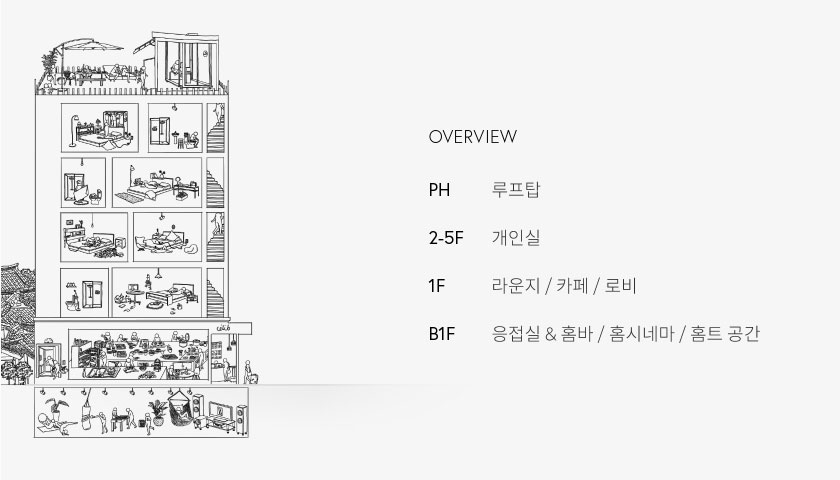 OVERVIEW
PH 루프탑
2-5F 개인실
1F 라운지 / 카페 / 로비
B1F 응접실 & 홈바 / 홈시네마 / 홈트 공간